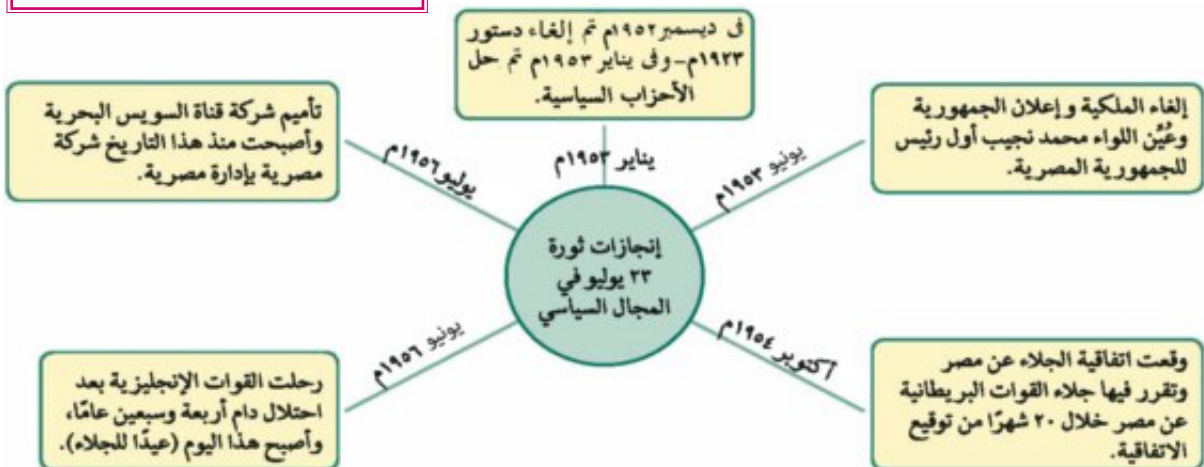 فى ديسمبر ١٩٥٢م تم إلغاء دستور
١٩٢٣م-وفى يناير ١٩٥٣م تم حل
الأحزاب السياسية.
يناير ١٩٥٣م
إلغاء الملكية وإعلان الجمهورية
وعُيِّن اللواء محمد نجيب أول رئيس
للجمهورية المصرية.
يونيو ١٩٥٣م
تأميم شركة قناة السويس البحرية
وأصبحت منذ هذا التاريخ شركة
مصرية بإدارة مصرية.
يوليو ١٩٥٦م
إنجازات ثورة
٢٣ يوليو في
المجال السياسي
أكتوبر ١٩٥٤م
وقعت اتفاقية الجلاء عن مصر
وتقرر فيها جلاء القوات البريطانية
عن مصر خلال ٢٠ شهرًا من توقيع
الاتفاقية.
يونيو ١٩٥٦م
رحلت القوات الإنجليزية بعد
احتلال دام أربعة وسبعين عامًا،
وأصبح هذا اليوم (عيدًا للجلاء).